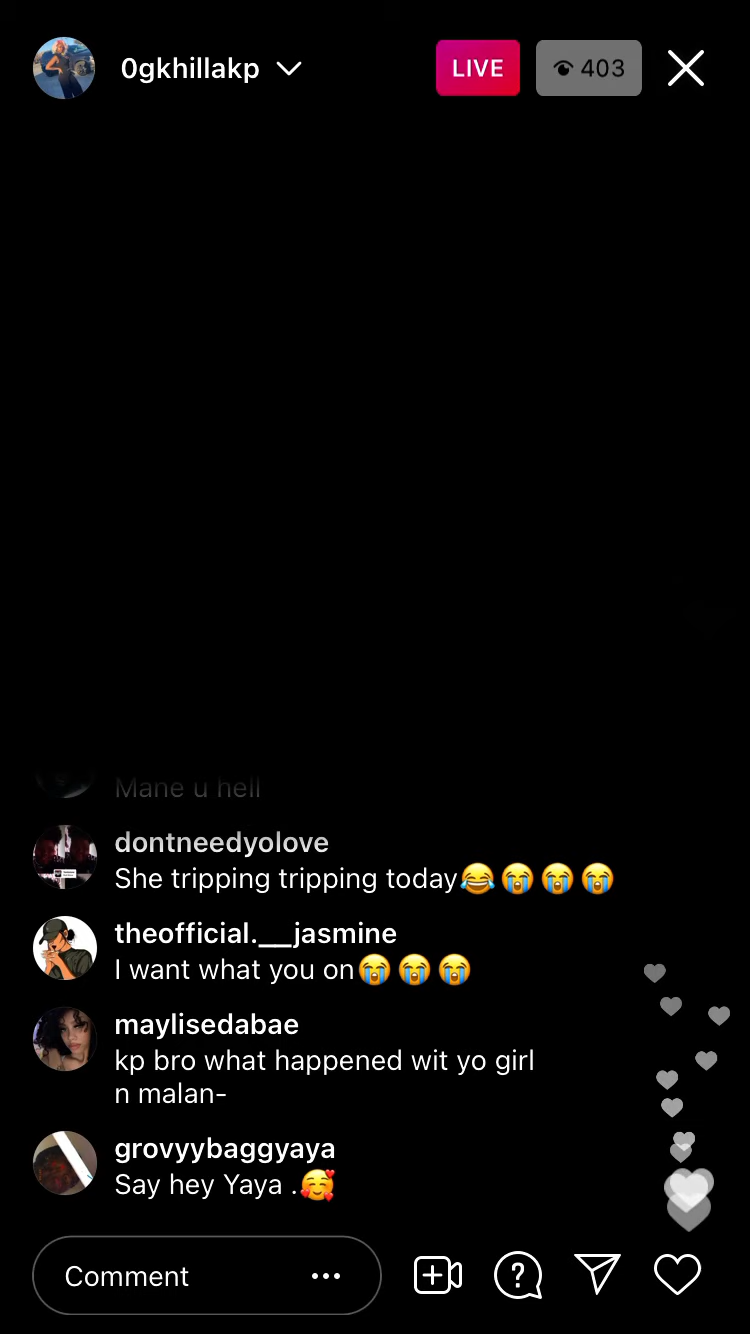 0gkhillakp
LIVE
403
Mane u hell
dontneedyolove
She tripping tripping today😂😭😭😭
theofficial.__jasmine
I want what you on😭😭😭
maylisedabae
kp bro what happened wit yo girl
n malan-
grovyybaggyaya
Say hey Yaya .🥰
Comment